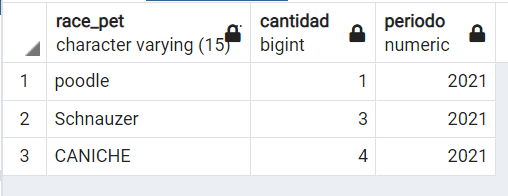 race_pet cantidad periodo
character varying (15) bigint numeric
1 poodle 1 2021
2 Schnauzer 3 2021
3 CANICHE 4 2021